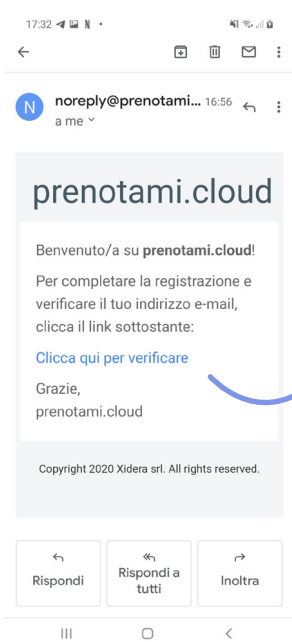 17:32
N noreply@prenotami... 16:56
a me
prenotami.cloud
Benvenuto/a su prenotami.cloud!
Per completare la registrazione e
verificare il tuo indirizzo e-mail,
clicca il link sottostante:
Clicca qui per verificare
Grazie,
prenotami.cloud
Copyright 2020 Xidera srl. All rights reserved.
Rispondi
Rispondi a
tutti
Inoltra